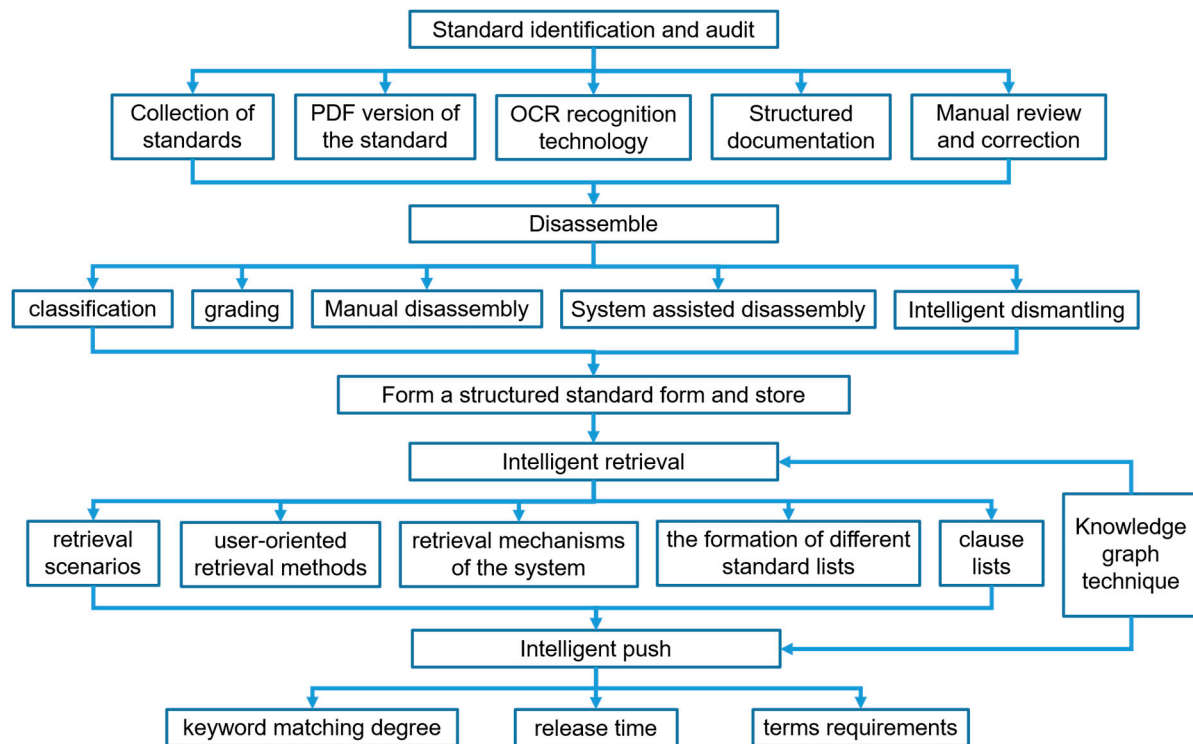 Standard identification and audit
Collection of
standards
PDF version of
the standard
OCR recognition
technology
Structured
documentation
Manual review
and correction
Disassemble
classification
grading
Manual disassembly
System assisted disassembly
Intelligent dismantling
Form a structured standard form and store
Intelligent retrieval
retrieval
scenarios
user-oriented
retrieval methods
retrieval mechanisms
of the system
the formation of different
standard lists
clause
lists
Knowledge
graph
technique
Intelligent push
keyword matching degree
release time
terms requirements